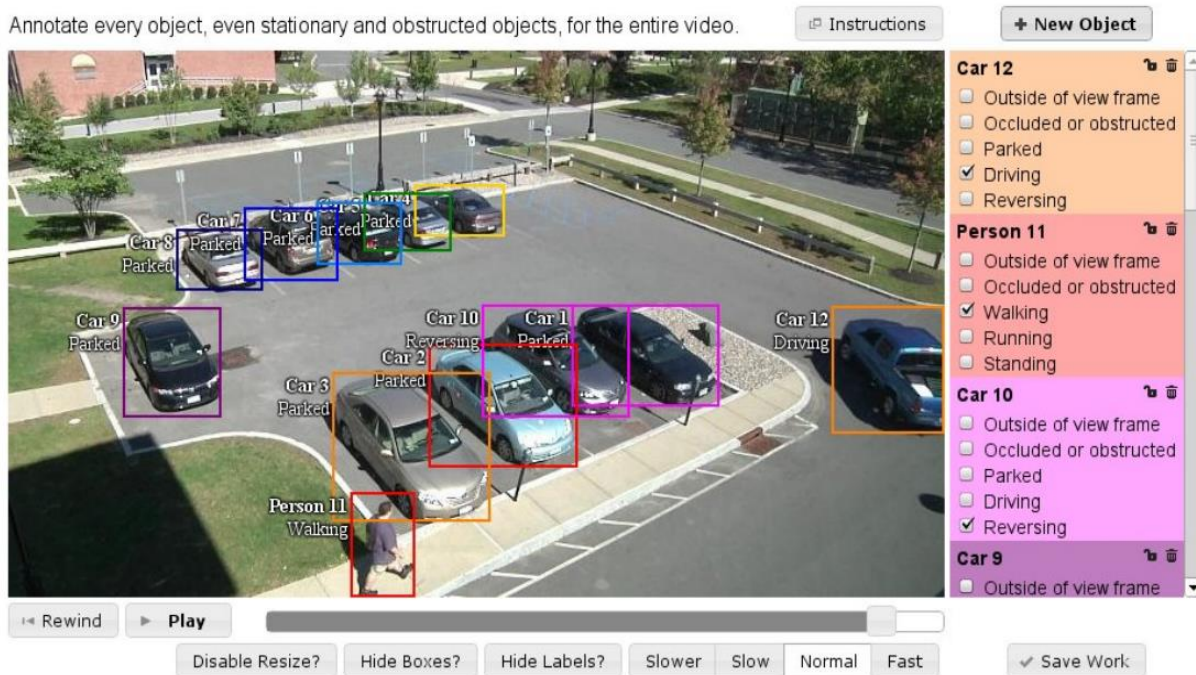 Annotate every object, even stationary and obstructed objects, for the entire video.
Instructions
+ New Object
Car 12
Outside of view frame
Occluded or obstructed
Parked
Driving
Reversing
Person 11
Outside of view frame
Occluded or obstructed
Walking
Running
Standing
Car 10
Outside of view frame
Occluded or obstructed
Parked
Driving
Reversing
Car 9
Outside of view frame
Car 4
Parked
Car 5
Parked
Car 6
Parked
Car 7
Parked
Car 8
Parked
Car 9
Parked
Car 10
Reversing
Car 1
Parked
Car 12
Driving
Car 2
Parked
Car 3
Parked
Person 11
Walking
Rewind
Play
Disable Resize?
Hide Boxes?
Hide Labels?
Slower
Slow
Normal
Fast
Save Work